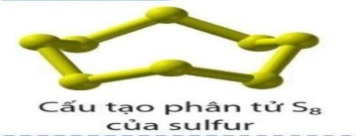 Cấu tạo phân tử S₈
của sulfur